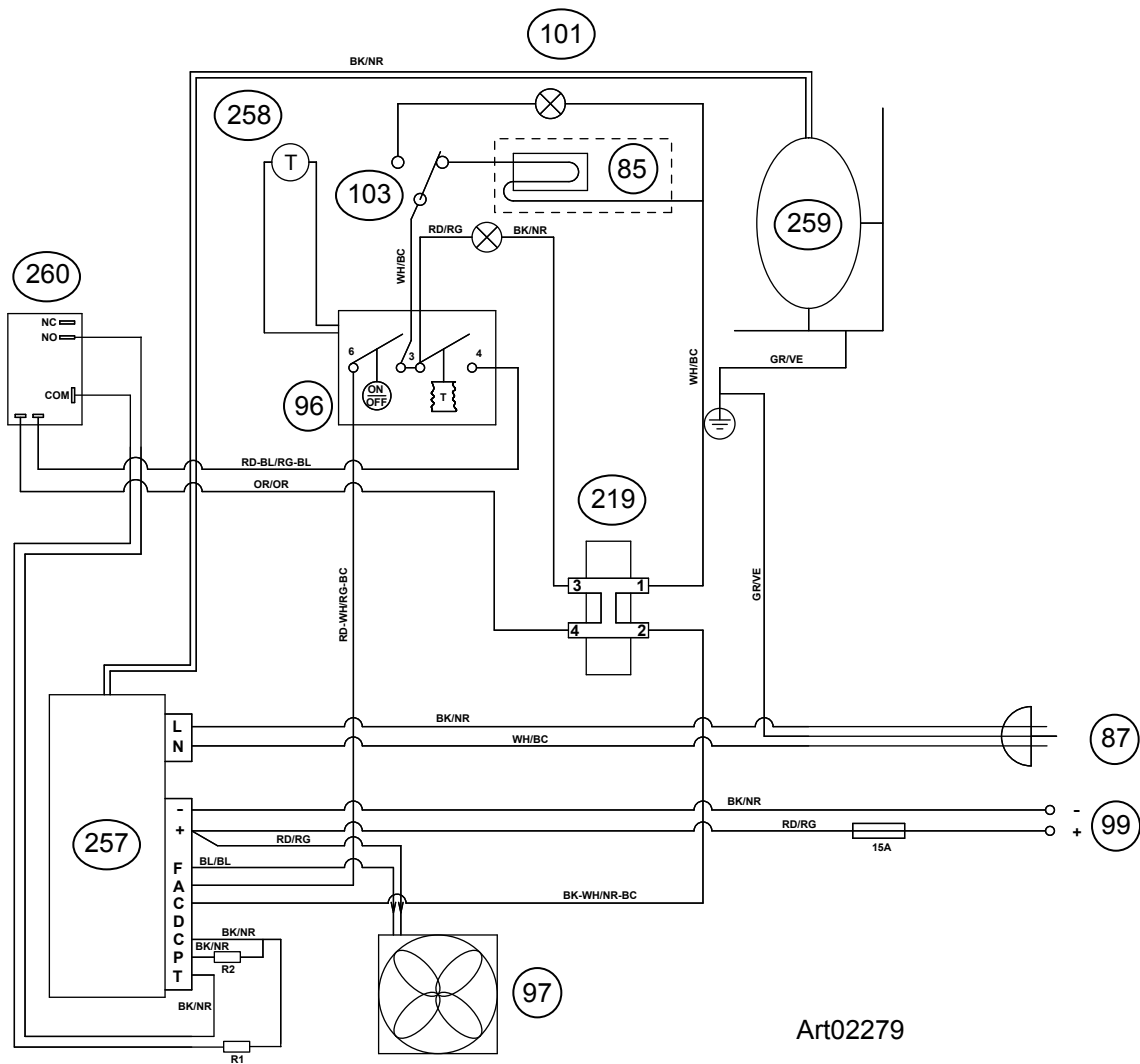 101
BK/NR
258
T
103
85
259
RD/RG
BK/NR
WH/BC
260
NC
NO
COM
6
3
4
ON
OFF
T
96
WH/BC
GR/VE
RD-BL/RG-BL
OR/OR
219
3
1
4
2
RD-WH/RG-BC
GR/VE
L
N
BK/NR
WH/BC
87
-
+
BK/NR
-
RD/RG
+
99
RD/RG
15A
257
F
A
C
D
C
P
T
BL/BL
BK-WH/NR-BC
BK/NR
BK/NR
R2
BK/NR
R1
97
Art02279